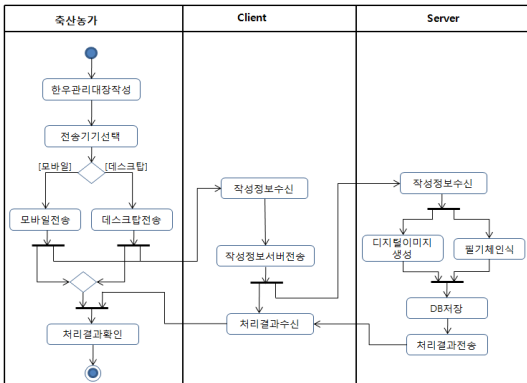 축산농가
Client
Server
한우관리대장작성
전송기기선택
[모바일]
[데스크탑]
모바일전송
데스크탑전송
처리결과확인
작성정보수신
작성정보서버전송
처리결과수신
작성정보수신
디지털이미지
생성
필기체인식
DB저장
처리결과전송